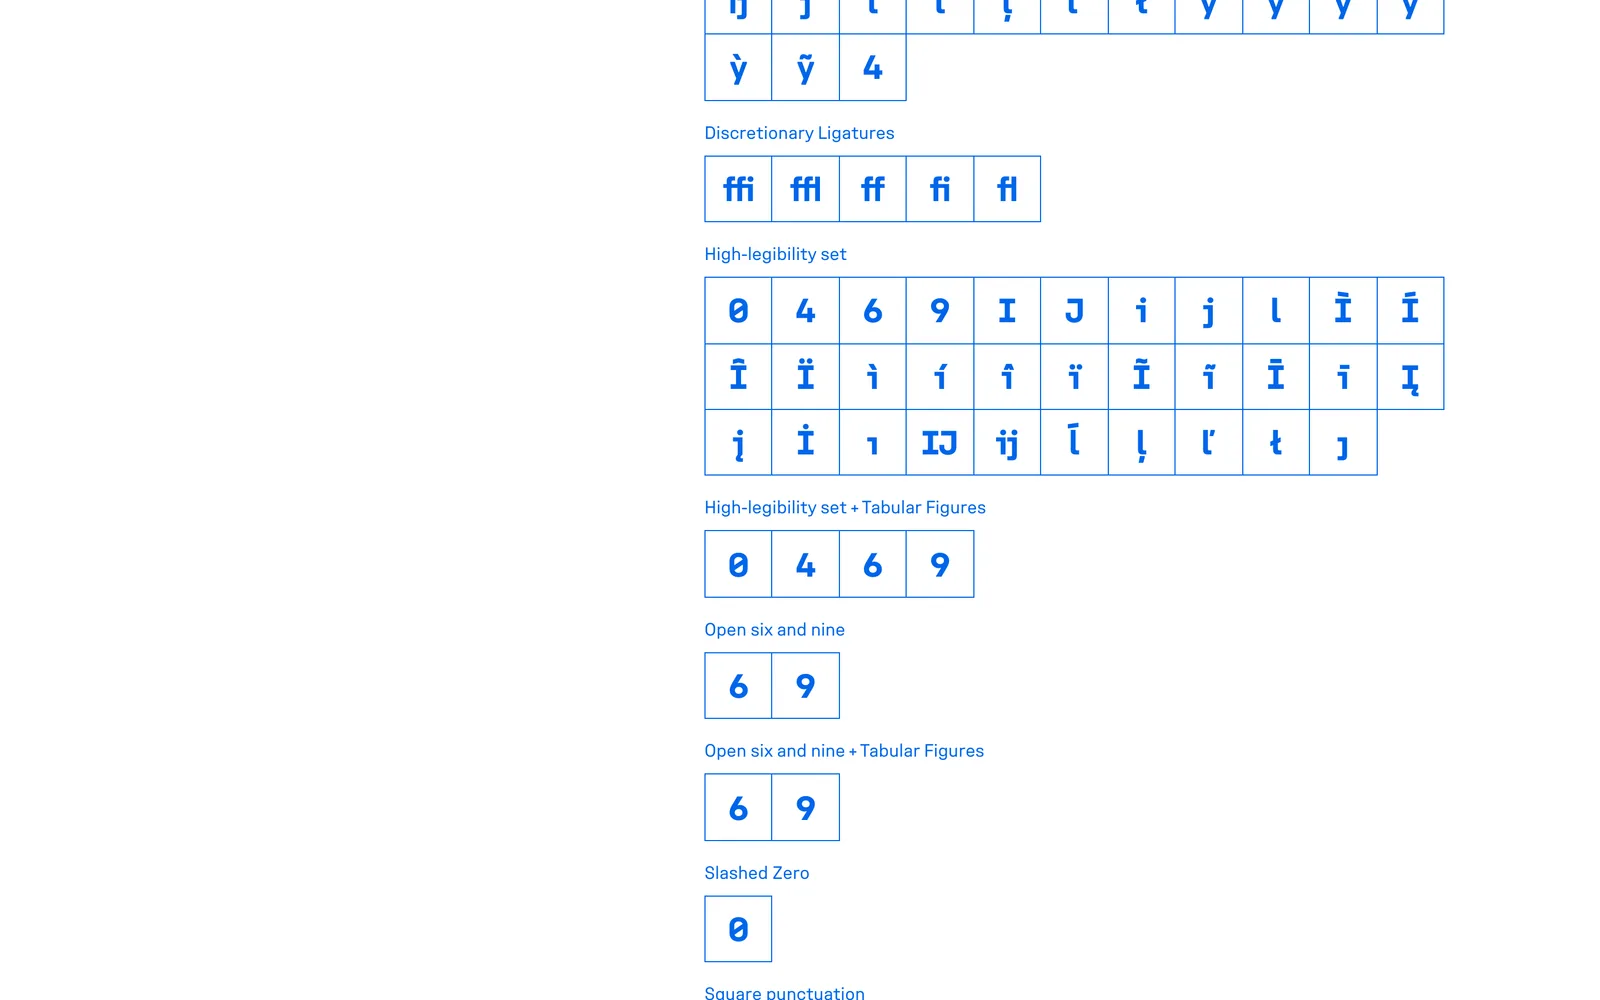 ỳ ỹ 4
Discretionary Ligatures
ffi ffl ff fi fl
High-legibility set
0 4 6 9 I J i j l Ì Í
Î Ï ì í î ï Ĩ ĩ Ī ī Į
į İ ı IJ ij ĺ ļ ľ ł ȷ
High-legibility set + Tabular Figures
0 4 6 9
Open six and nine
6 9
Open six and nine + Tabular Figures
6 9
Slashed Zero
0
Square punctuation